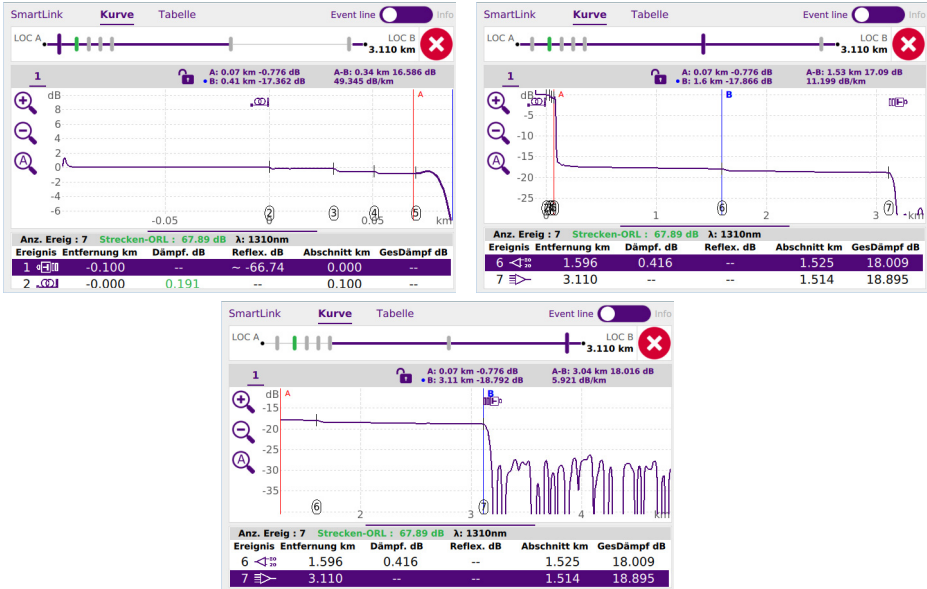 SmartLink Kurve Tabelle Event line Info
LOC A LOC B
3.110 km
1 A: 0.07 km -0.776 dB A-B: 0.34 km 16.586 dB
B: 0.41 km -17.362 dB 49.345 dB/km
dB A
8
6
4
2
0
-2
-4
-6
2 3 4 5
-0.05 0 0.05 km
Anz. Ereig : 7 Strecken-ORL : 67.89 dB λ: 1310nm
Ereignis Entfernung km Dämpf. dB Reflex. dB Abschnitt km GesDämpf dB
1 -0.100 -- ~ -66.74 0.000 --
2 -0.000 0.191 -- 0.100 --
SmartLink Kurve Tabelle Event line Info
LOC A LOC B
3.110 km
1 A: 0.07 km -0.776 dB A-B: 1.53 km 17.09 dB
B: 1.6 km -17.866 dB 11.199 dB/km
dB A B
-5
-10
-15
-20
-25
6 7
1 2 3 km
Anz. Ereig : 7 Strecken-ORL : 67.89 dB λ: 1310nm
Ereignis Entfernung km Dämpf. dB Reflex. dB Abschnitt km GesDämpf dB
6 1.596 0.416 -- 1.525 18.009
7 3.110 -- -- 1.514 18.895
SmartLink Kurve Tabelle Event line Info
LOC A LOC B
3.110 km
1 A: 0.07 km -0.776 dB A-B: 3.04 km 18.016 dB
B: 3.11 km -18.792 dB 5.921 dB/km
dB A B
-15
-20
-25
-30
-35
6 7
2 3 4 km
Anz. Ereig : 7 Strecken-ORL : 67.89 dB λ: 1310nm
Ereignis Entfernung km Dämpf. dB Reflex. dB Abschnitt km GesDämpf dB
6 1.596 0.416 -- 1.525 18.009
7 3.110 -- -- 1.514 18.895